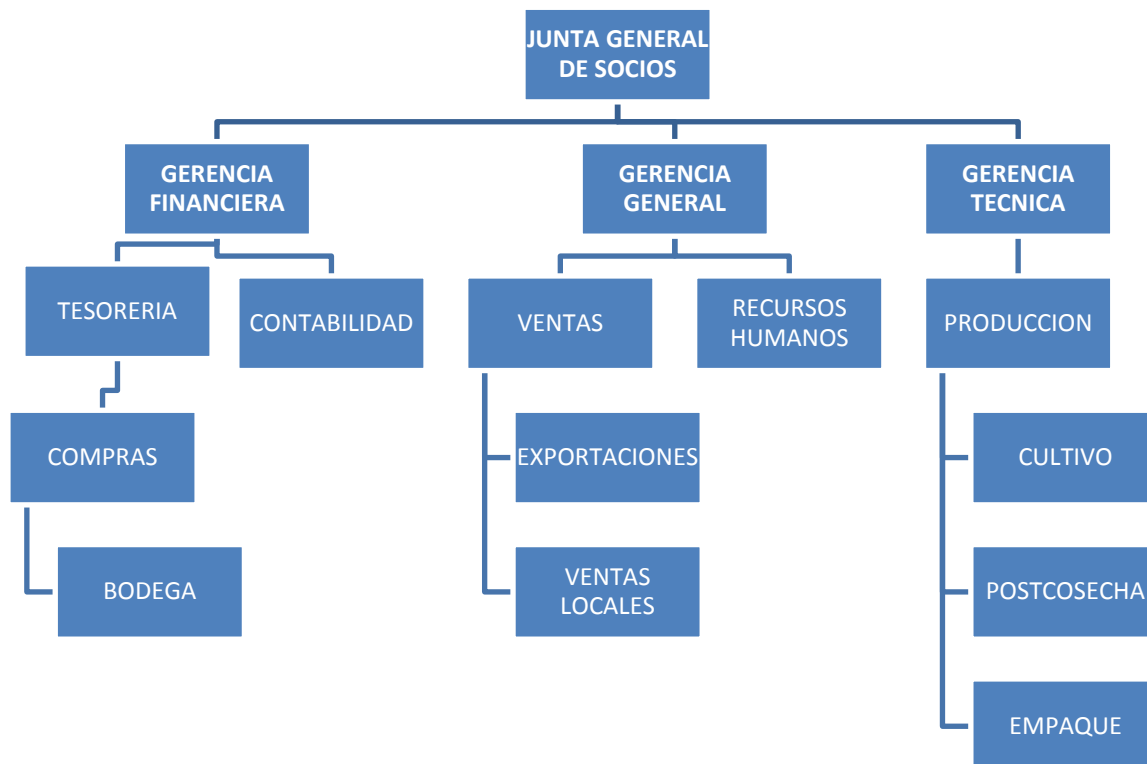 JUNTA GENERAL
DE SOCIOS
GERENCIA
FINANCIERA
GERENCIA
GENERAL
GERENCIA
TECNICA
TESORERIA
CONTABILIDAD
VENTAS
RECURSOS
HUMANOS
PRODUCCION
COMPRAS
EXPORTACIONES
CULTIVO
BODEGA
VENTAS
LOCALES
POSTCOSECHA
EMPAQUE